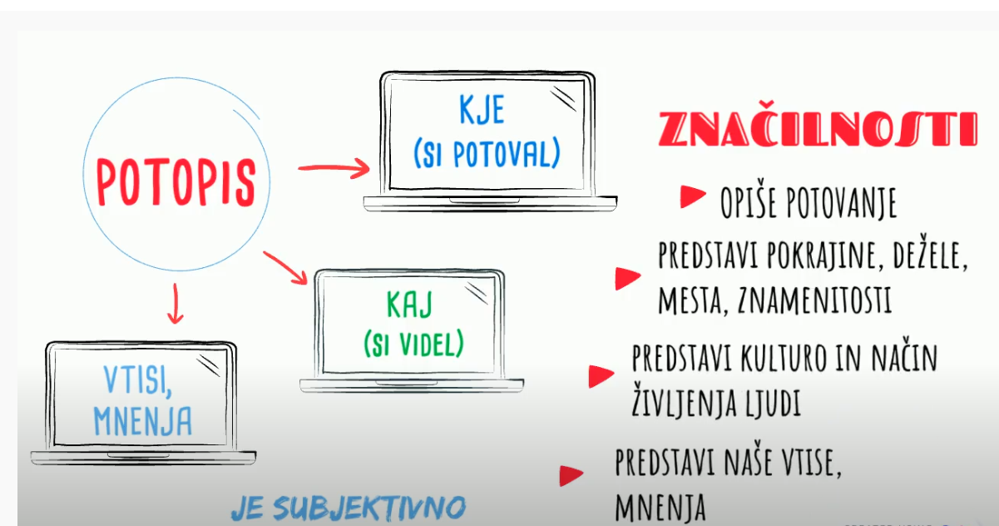 POTOPIS
KJE
(SI POTOVAL)
KAJ
(SI VIDEL)
VTISI,
MNENJA
JE SUBJEKTIVNO
ZNAČILNOSTI
OPIŠE POTOVANJE
PREDSTAVI POKRAJINE, DEŽELE,
MESTA, ZNAMENITOSTI
PREDSTAVI KULTURO IN NAČIN
ŽIVLJENJA LJUDI
PREDSTAVI NAŠE VTISE,
MNENJA